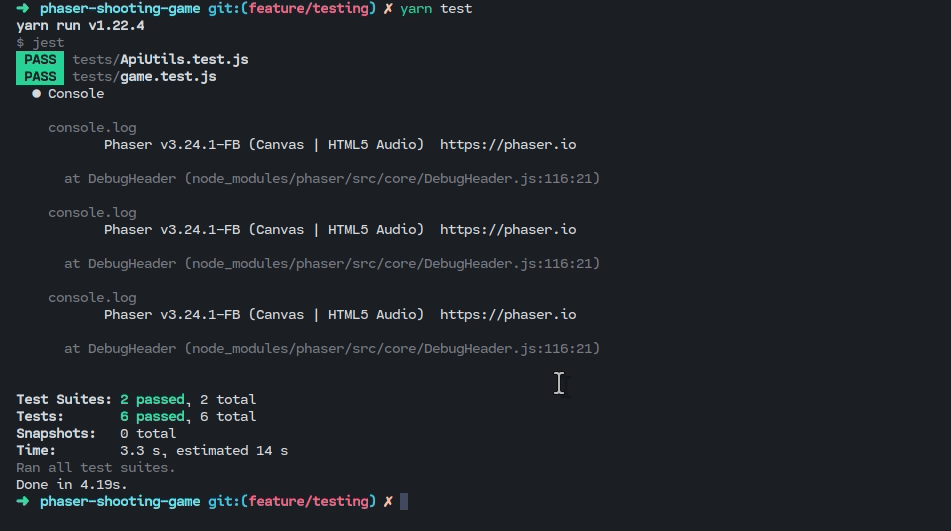 ➜ phaser-shooting-game git:(feature/testing) ✗ yarn test
yarn run v1.22.4
$ jest
PASS tests/ApiUtils.test.js
PASS tests/game.test.js
● Console
console.log
Phaser v3.24.1-FB (Canvas | HTML5 Audio) https://phaser.io
at DebugHeader (node_modules/phaser/src/core/DebugHeader.js:116:21)
console.log
Phaser v3.24.1-FB (Canvas | HTML5 Audio) https://phaser.io
at DebugHeader (node_modules/phaser/src/core/DebugHeader.js:116:21)
console.log
Phaser v3.24.1-FB (Canvas | HTML5 Audio) https://phaser.io
at DebugHeader (node_modules/phaser/src/core/DebugHeader.js:116:21)
Test Suites: 2 passed, 2 total
Tests: 6 passed, 6 total
Snapshots: 0 total
Time: 3.3 s, estimated 14 s
Ran all test suites.
Done in 4.19s.
➜ phaser-shooting-game git:(feature/testing) ✗